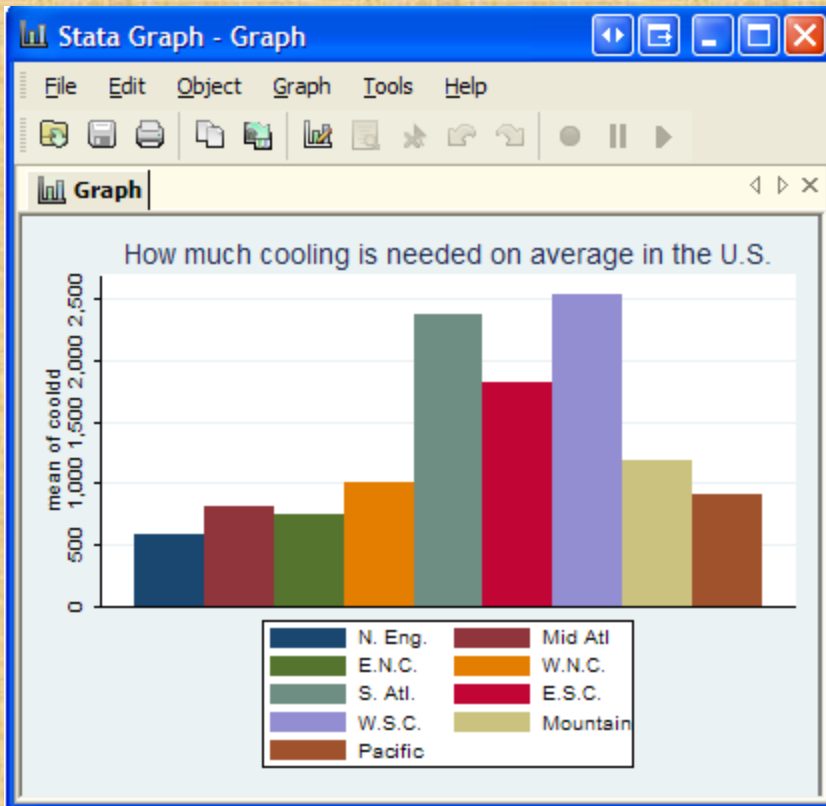 Stata Graph - Graph
File Edit Object Graph Tools Help
Graph
How much cooling is needed on average in the U.S.
mean of cooldd
2,500
2,000
1,500
1,000
500
0
N. Eng. Mid Atl
E.N.C. W.N.C.
S. Atl. E.S.C.
W.S.C. Mountain
Pacific